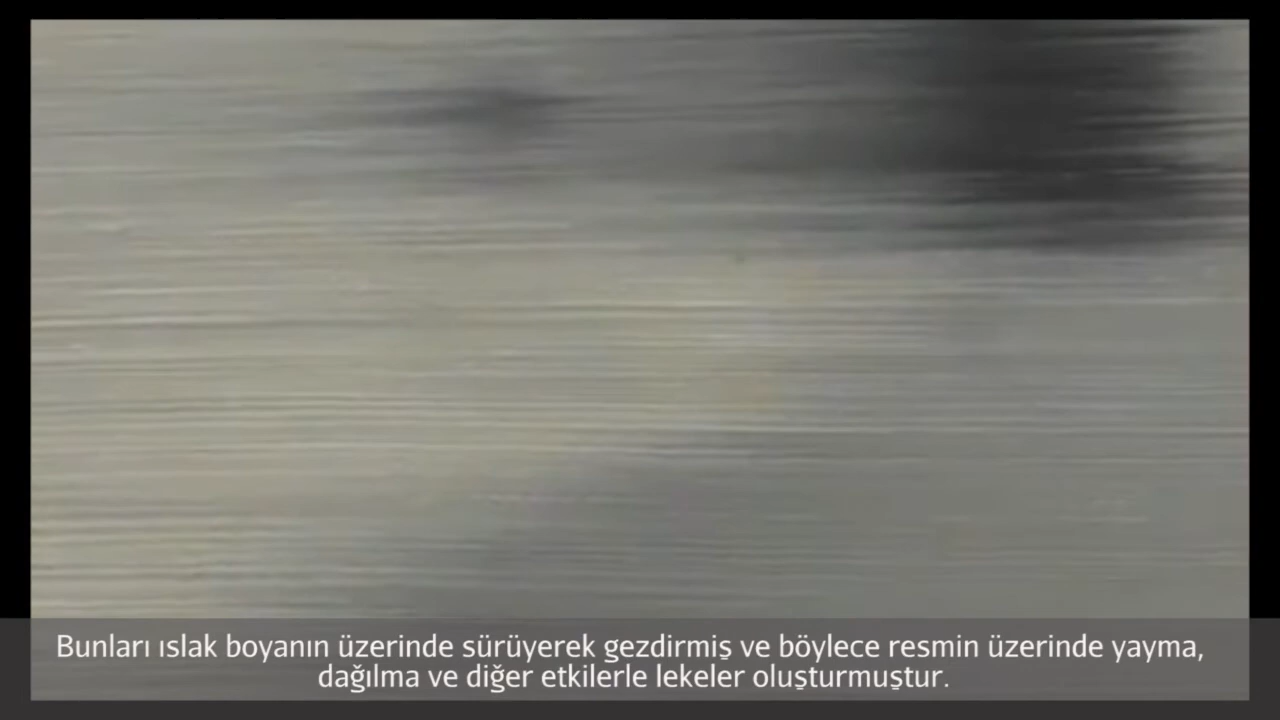 Bunları ıslak boyanın üzerinde sürüyerek gezdirmiş ve böylece resmin üzerinde yayma,
dağılma ve diğer etkilerle lekeler oluşturmuştur.